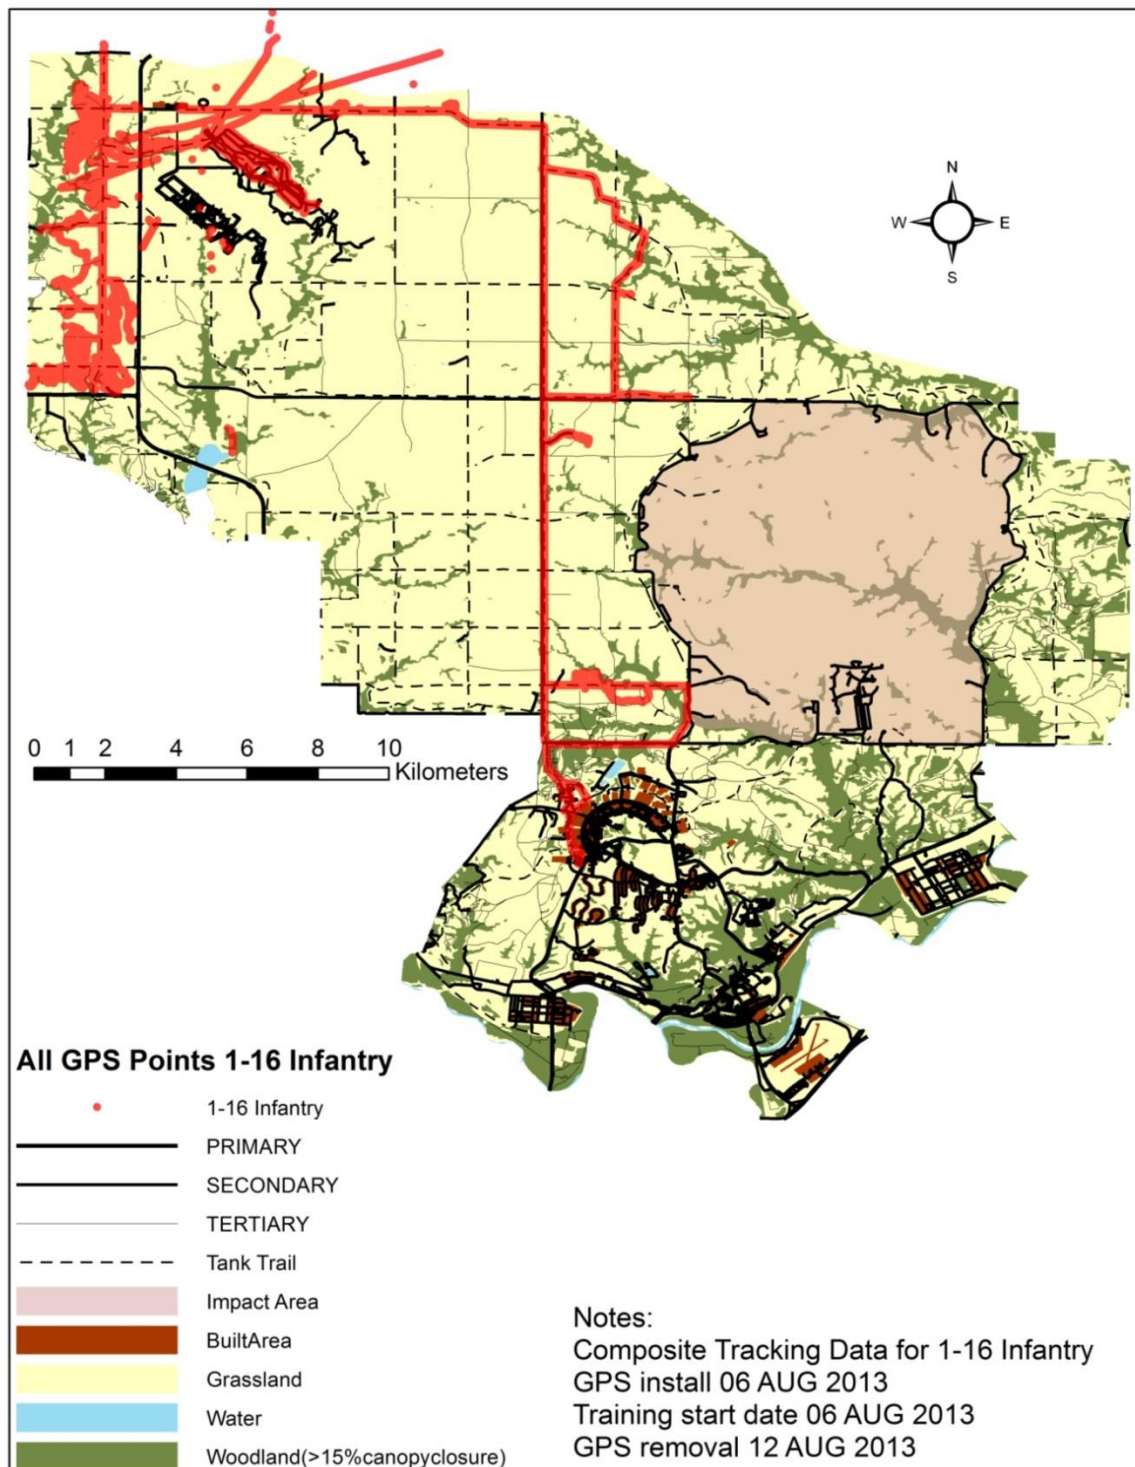 N
W E
S
0 1 2 4 6 8 10
Kilometers
All GPS Points 1-16 Infantry
1-16 Infantry
PRIMARY
SECONDARY
TERTIARY
Tank Trail
Impact Area
BuiltArea
Grassland
Water
Woodland(>15%canopyclosure)
Notes:
Composite Tracking Data for 1-16 Infantry
GPS install 06 AUG 2013
Training start date 06 AUG 2013
GPS removal 12 AUG 2013